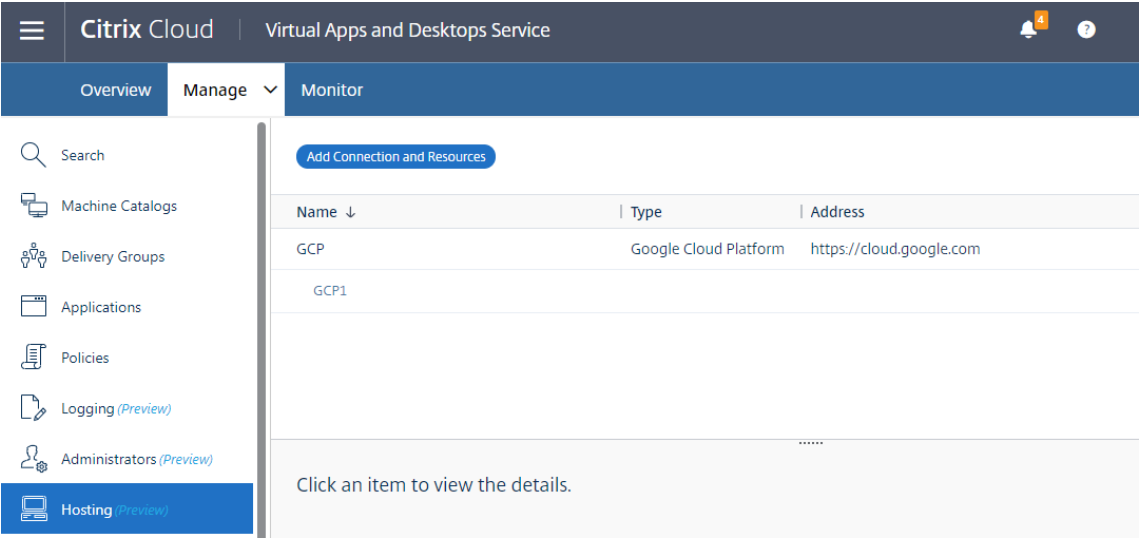 Citrix Cloud | Virtual Apps and Desktops Service 4 ?
Overview Manage Monitor
Search
Add Connection and Resources
Machine Catalogs
Name ↓ Type Address
Delivery Groups
GCP Google Cloud Platform https://cloud.google.com
GCP1
Applications
Policies
Logging (Preview)
Administrators (Preview)
Click an item to view the details.
Hosting (Preview)